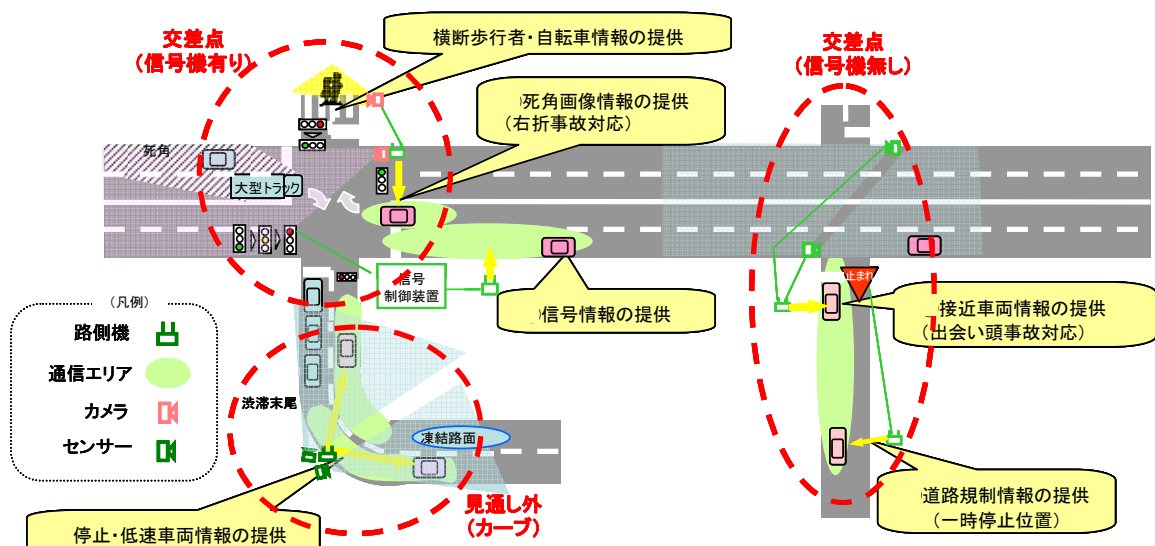 交差点
(信号機有り)
横断歩行者・自転車情報の提供
交差点
(信号機無し)
死角画像情報の提供
(右折事故対応)
死角
大型トラック
信号
制御装置
信号情報の提供
止まれ
接近車両情報の提供
(出会い頭事故対応)
(凡例)
路側機
通信エリア
カメラ
センサー
渋滞末尾
凍結路面
見通し外
(カーブ)
道路規制情報の提供
(一時停止位置)
停止・低速車両情報の提供